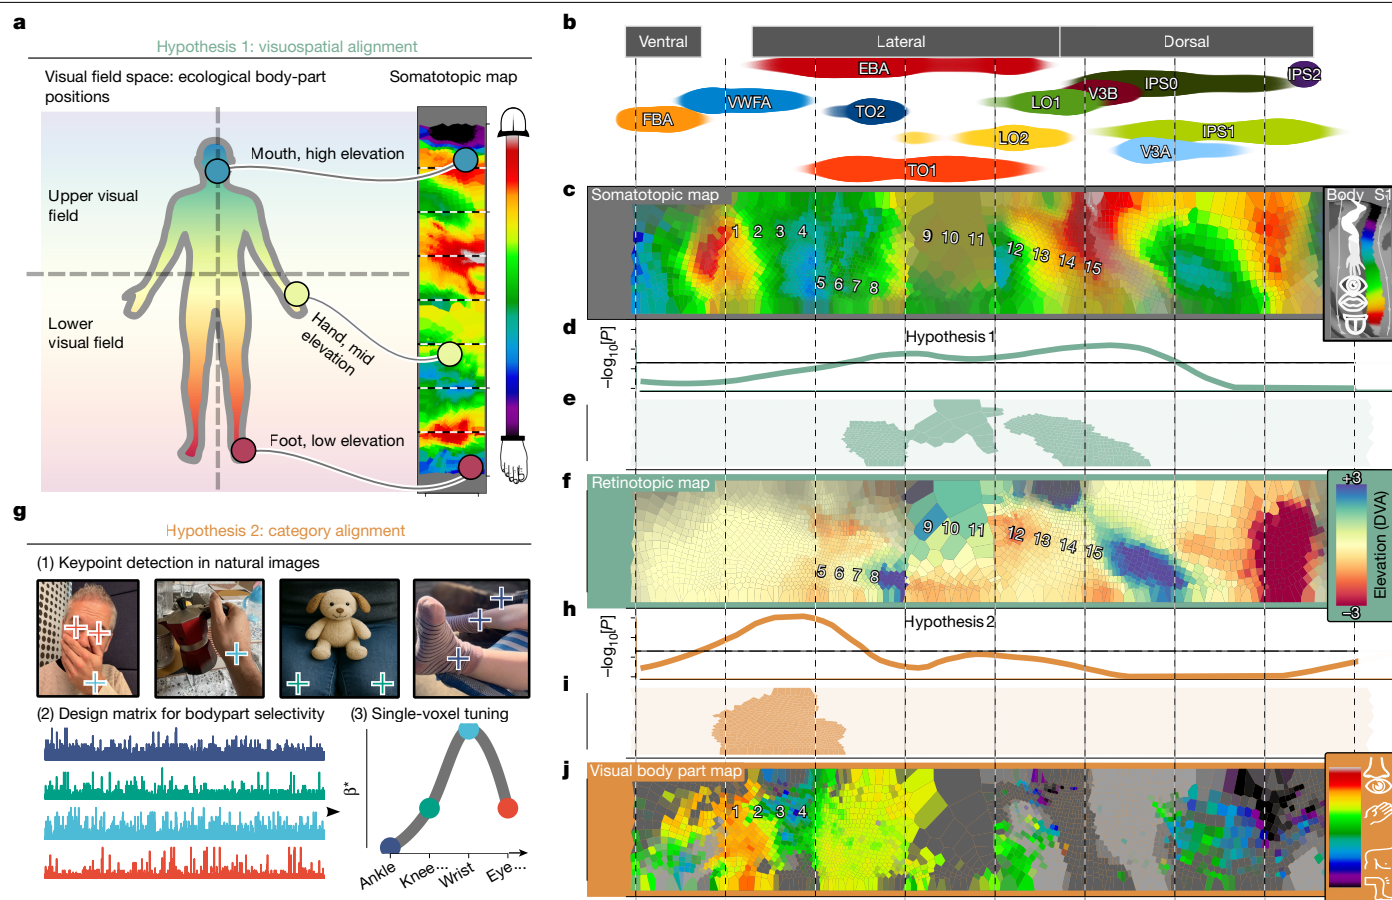 a
Hypothesis 1: visuospatial alignment
Visual field space: ecological body-part
positions
Somatotopic map
Mouth, high elevation
Upper visual
field
Lower
visual field
Hand, mid
elevation
Foot, low elevation
b
Ventral
Lateral
Dorsal
EBA
IPS0
IPS2
V3B
VWFA
LO1
TO2
FBA
LO2
IPS1
V3A
TO1
c
Somatotopic map
Body S1
1 2 3 4
5 6 7 8
9 10 11
12 13 14 15
d
Hypothesis 1
−log10[P]
e
f
Retinotopic map
5 6 7 8
9 10 11
12 13 14 15
+3
Elevation (DVA)
−3
g
Hypothesis 2: category alignment
(1) Keypoint detection in natural images
(2) Design matrix for bodypart selectivity
(3) Single-voxel tuning
β*
Ankle
Knee...
Wrist
Eye...
h
Hypothesis 2
−log10[P]
i
j
Visual body part map
1 2 3 4